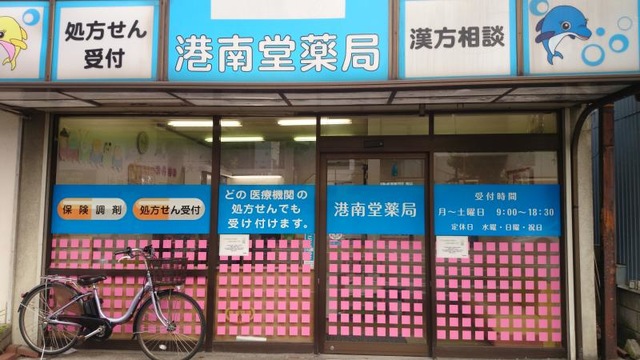 処方せん
受付
港南堂薬局
漢方相談
保険調剤
処方せん受付
どの医療機関の
処方せんでも
受け付けます。
港南堂薬局
受付時間
月～土曜日 9:00～18:30
定休日 水曜・日曜・祝日